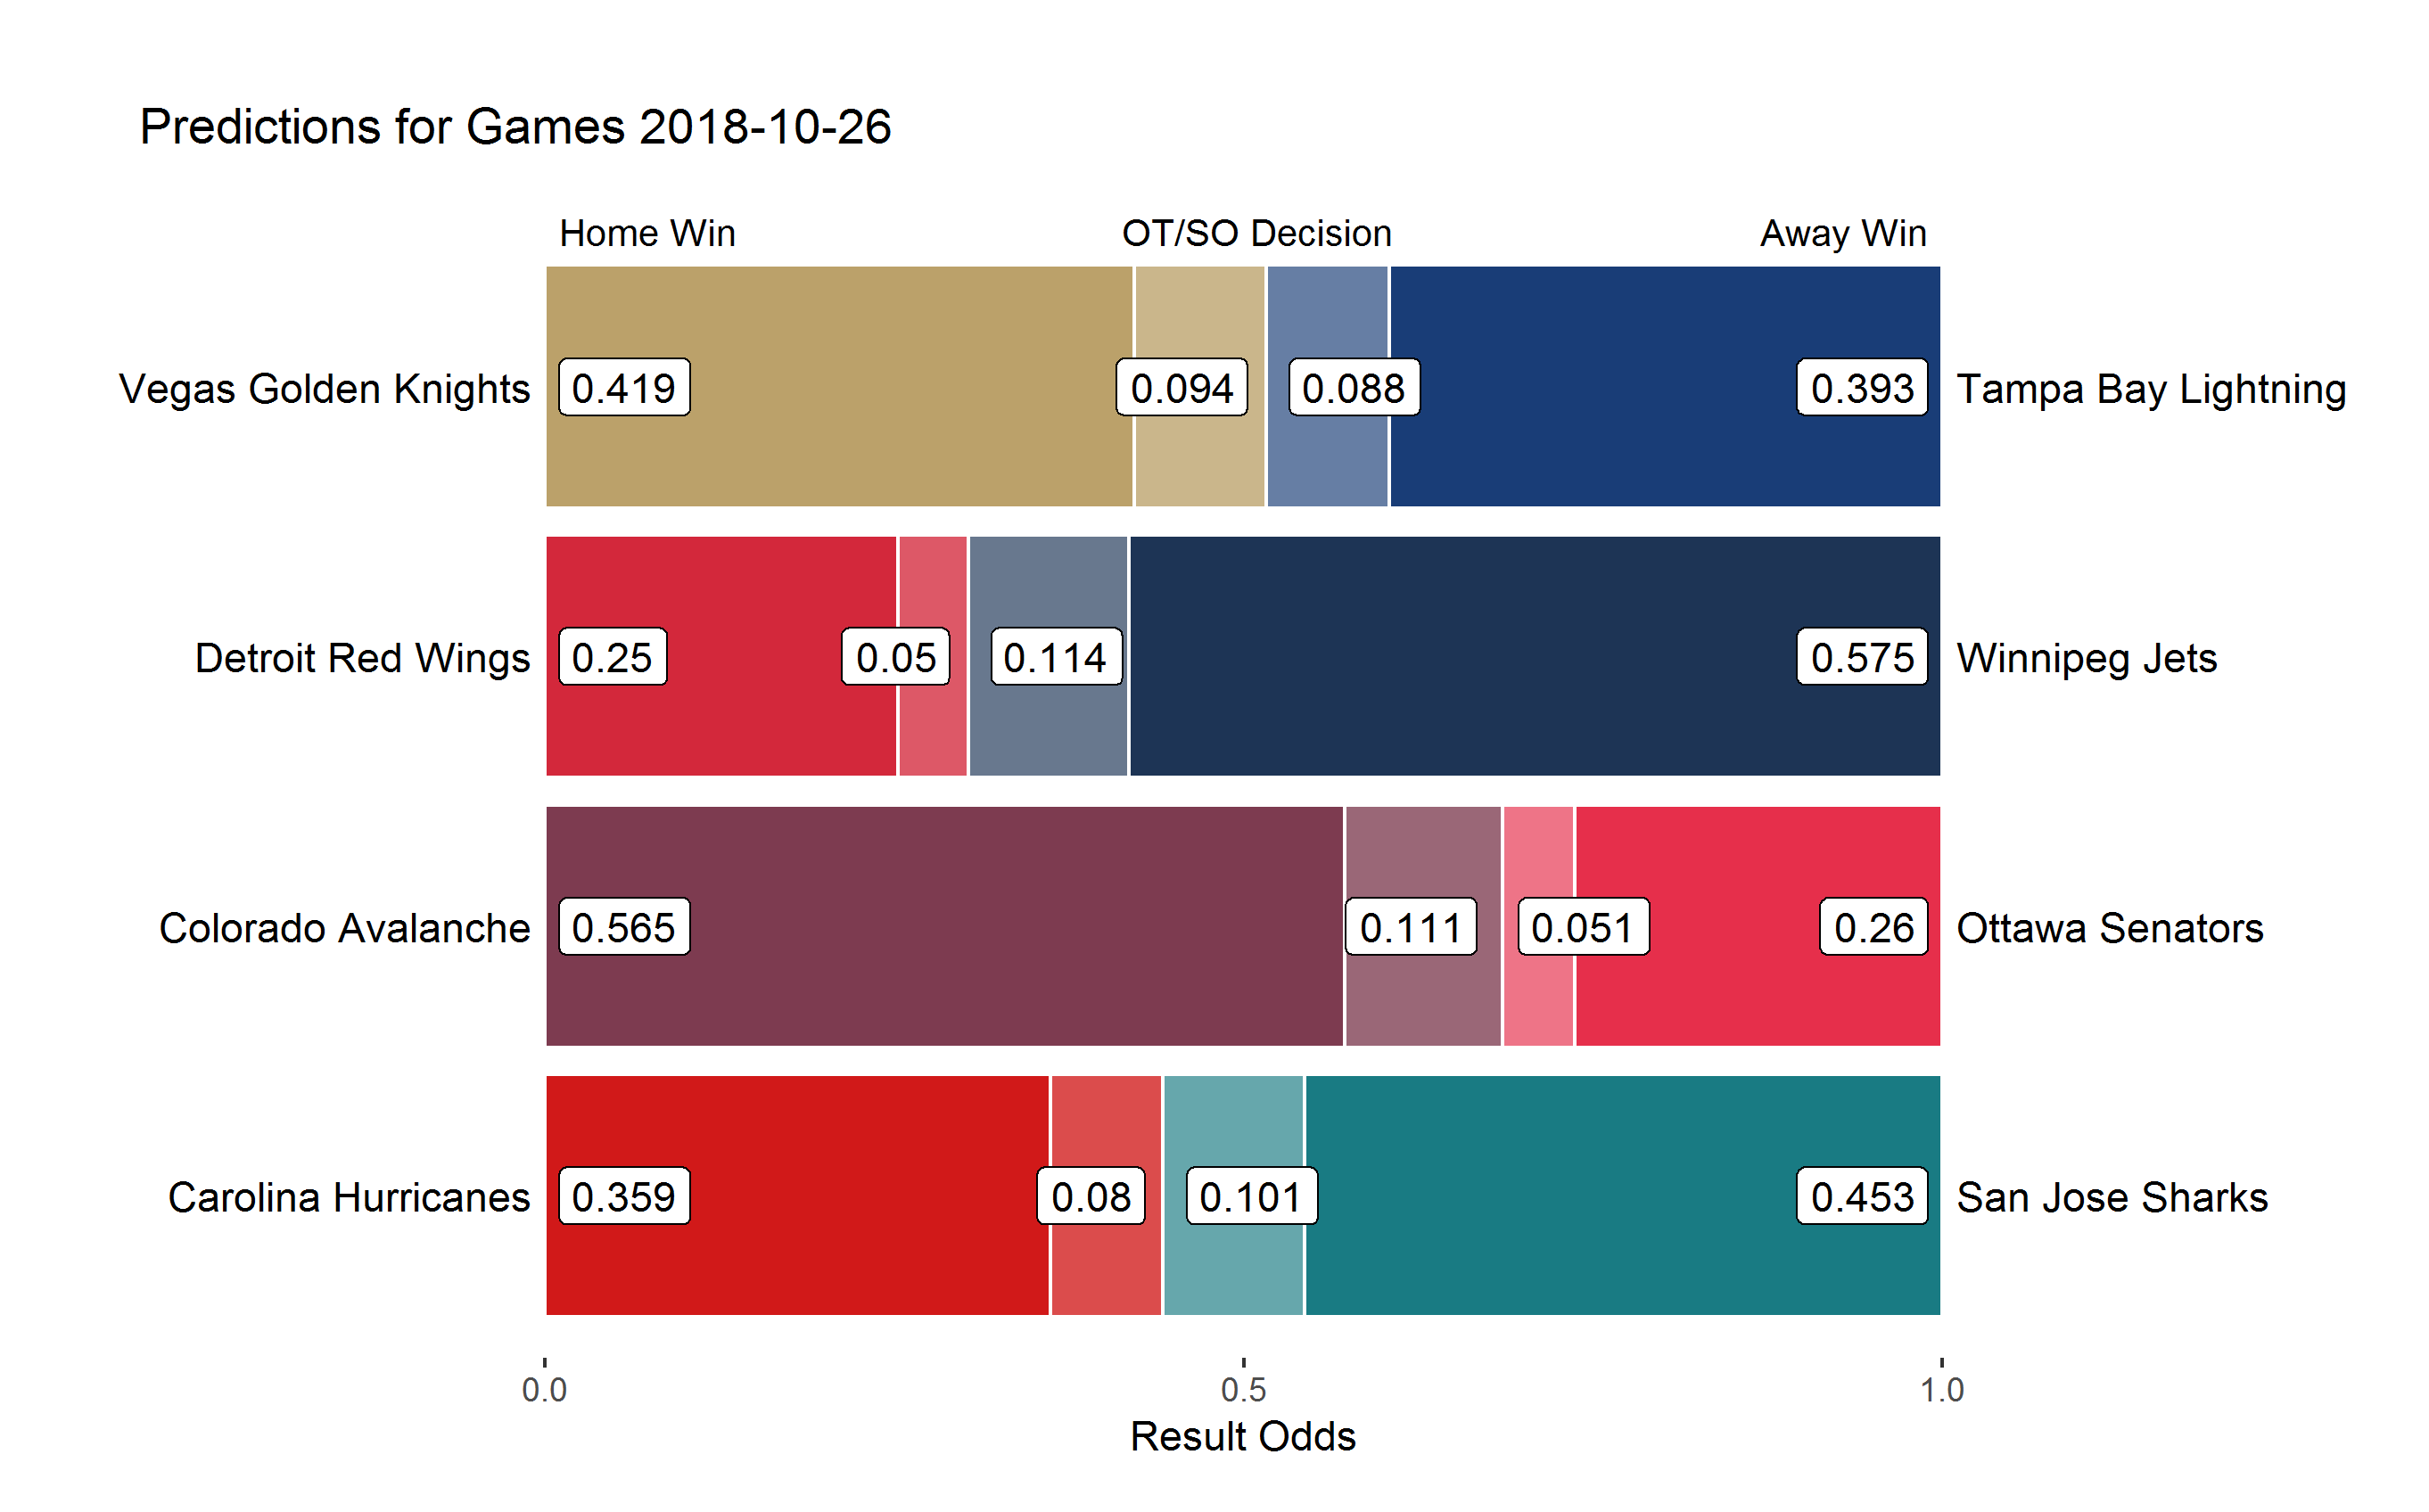 Predictions for Games 2018-10-26
Home Win OT/SO Decision Away Win
Vegas Golden Knights 0.419 0.094 0.088 0.393 Tampa Bay Lightning
Detroit Red Wings 0.25 0.05 0.114 0.575 Winnipeg Jets
Colorado Avalanche 0.565 0.111 0.051 0.26 Ottawa Senators
Carolina Hurricanes 0.359 0.08 0.101 0.453 San Jose Sharks
0.0 0.5 1.0
Result Odds